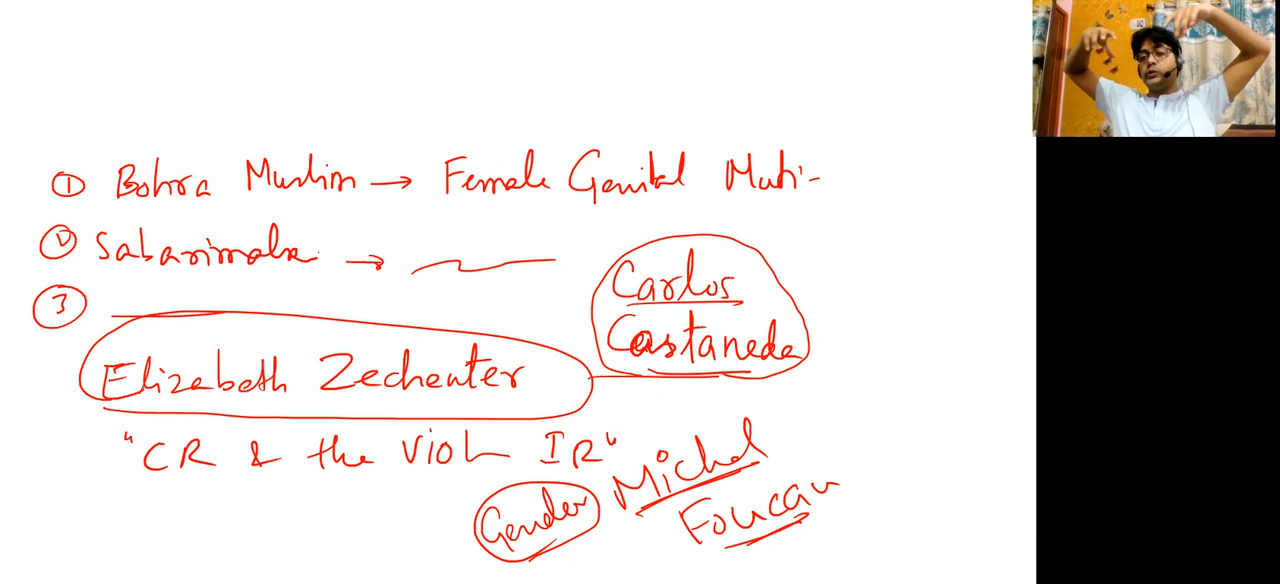 ① Bohra Muslim → Female Genital Muti-
② Sabarimala →
③
Carlos
Castaneda
Elizabeth Zechenter
"CR & the Viol IR"
Gender
Michel
Foucau